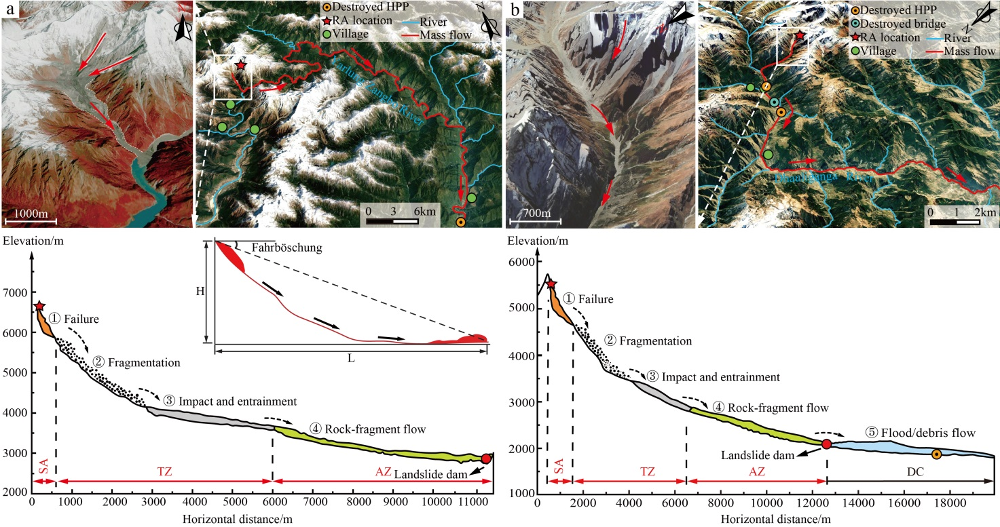 a
Destroyed HPP
RA location
Village
River
Mass flow
N
Yarlung Zangbo River
1000m
0 3 6km
b
Destroyed HPP
Destroyed bridge
RA location
Village
River
Mass flow
N
Dhauliganga River
700m
0 1 2km
Elevation/m
7000
6000
5000
4000
3000
2000
① Failure
② Fragmentation
③ Impact and entrainment
④ Rock-fragment flow
Landslide dam
SA
TZ
AZ
0 1000 2000 3000 4000 5000 6000 7000 8000 9000 10000 11000
Horizontal distance/m
Fahrböschung
H
L
Elevation/m
6000
5000
4000
3000
2000
1000
① Failure
② Fragmentation
③ Impact and entrainment
④ Rock-fragment flow
⑤ Flood/debris flow
Landslide dam
SA
TZ
AZ
DC
0 2000 4000 6000 8000 10000 12000 14000 16000 18000
Horizontal distance/m